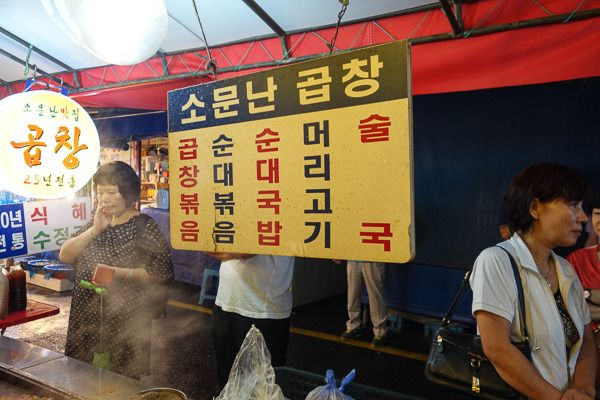 소문난맛집
곱창
25년전통
소문난 곱창
곱창볶음
순대볶음
순대국밥
머리고기
술국
0년
전통
식혜
수정